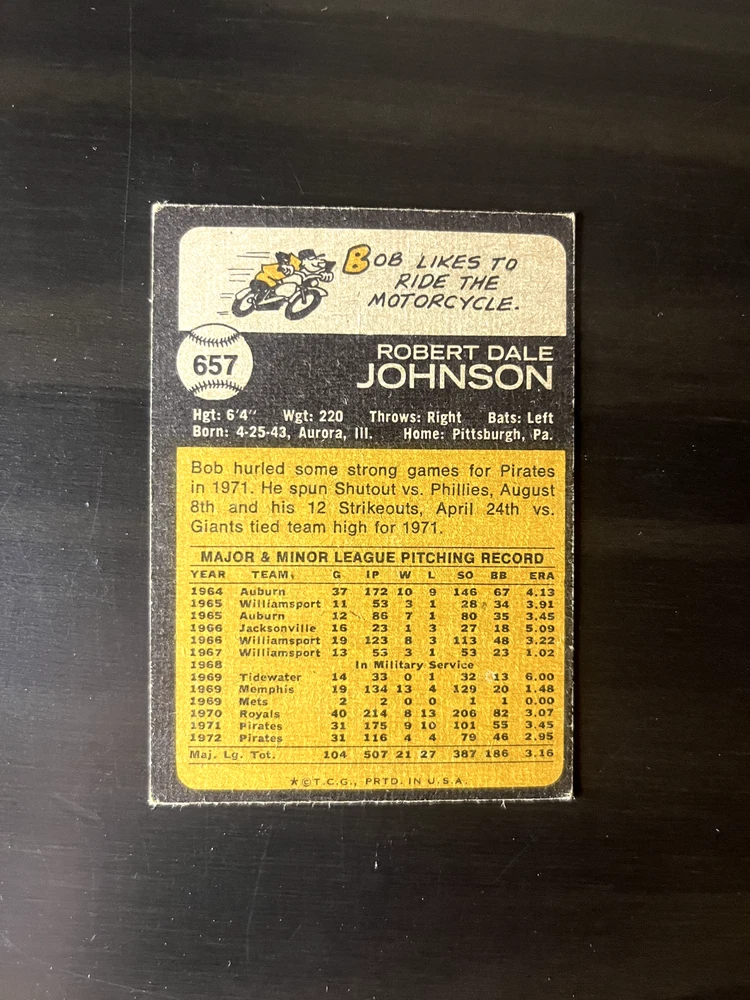 BOB LIKES TO
RIDE THE
MOTORCYCLE.
657
ROBERT DALE
JOHNSON
Hgt: 6'4" Wgt: 220 Throws: Right Bats: Left
Born: 4-25-43, Aurora, Ill. Home: Pittsburgh, Pa.
Bob hurled some strong games for Pirates
in 1971. He spun Shutout vs. Phillies, August
8th and his 12 Strikeouts, April 24th vs.
Giants tied team high for 1971.
MAJOR & MINOR LEAGUE PITCHING RECORD
YEAR TEAM G IP W L SO BB ERA
1964 Auburn 37 172 10 9 146 67 4.13
1965 Williamsport 11 53 3 1 28 34 3.91
1965 Auburn 12 86 7 1 80 35 3.45
1966 Jacksonville 16 23 1 3 27 18 5.09
1966 Williamsport 19 123 8 3 113 48 3.22
1967 Williamsport 13 53 3 1 53 23 1.02
1968 In Military Service
1969 Tidewater 14 33 0 1 32 13 6.00
1969 Memphis 19 134 13 4 129 20 1.48
1969 Mets 2 2 0 0 1 1 0.00
1970 Royals 40 214 8 13 206 82 3.07
1971 Pirates 31 175 9 10 101 55 3.45
1972 Pirates 31 116 4 4 79 46 2.95
Maj. Lg. Tot. 104 507 21 27 387 186 3.16
★©T.C.G., PRTD. IN U.S.A.